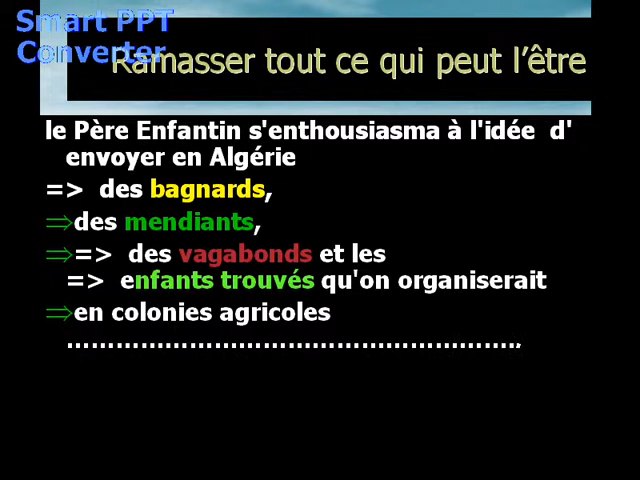 Smart PPT
Converter
Ramasser tout ce qui peut l’être
le Père Enfantin s'enthousiasma à l'idée d'
envoyer en Algérie
=> des bagnards,
⇒des mendiants,
⇒=> des vagabonds et les
=> enfants trouvés qu'on organiserait
⇒en colonies agricoles
……………………………………………….,